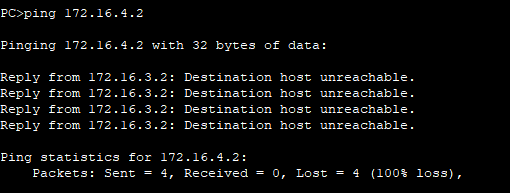 PC>ping 172.16.4.2
Pinging 172.16.4.2 with 32 bytes of data:
Reply from 172.16.3.2: Destination host unreachable.
Reply from 172.16.3.2: Destination host unreachable.
Reply from 172.16.3.2: Destination host unreachable.
Reply from 172.16.3.2: Destination host unreachable.
Ping statistics for 172.16.4.2:
Packets: Sent = 4, Received = 0, Lost = 4 (100% loss),